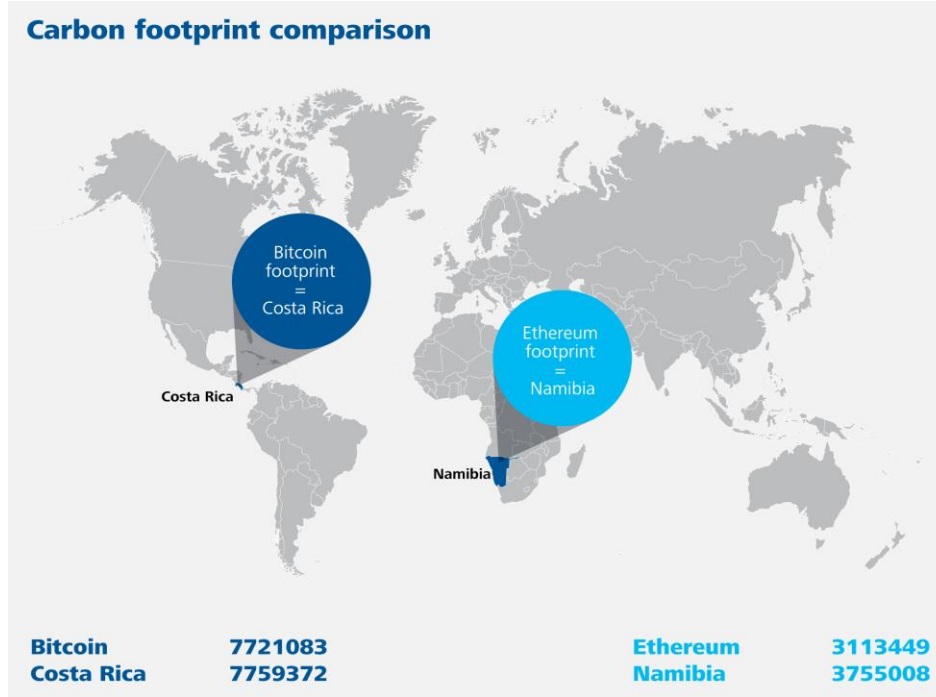 Carbon footprint comparison
Bitcoin
footprint
=
Costa Rica
Ethereum
footprint
=
Namibia
Costa Rica
Namibia
Bitcoin 7721083
Costa Rica 7759372
Ethereum 3113449
Namibia 3755008